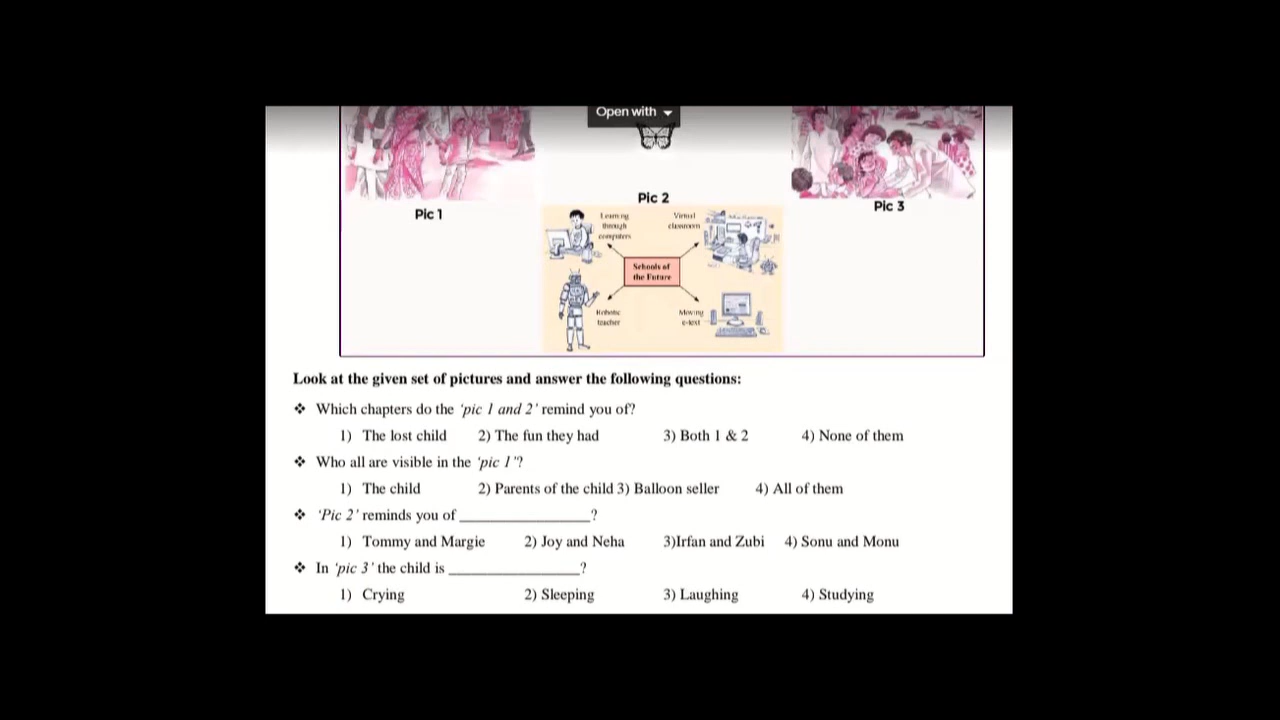 Open with
Pic 1
Pic 2
Pic 3
Learning through computers
Virtual classroom
Schools of the Future
Robotic teacher
Moving e-text
Look at the given set of pictures and answer the following questions:
❖ Which chapters do the 'pic 1 and 2' remind you of?
1) The lost child 2) The fun they had 3) Both 1 & 2 4) None of them
❖ Who all are visible in the 'pic 1'?
1) The child 2) Parents of the child 3) Balloon seller 4) All of them
❖ 'Pic 2' reminds you of _________________?
1) Tommy and Margie 2) Joy and Neha 3)Irfan and Zubi 4) Sonu and Monu
❖ In 'pic 3' the child is _________________?
1) Crying 2) Sleeping 3) Laughing 4) Studying